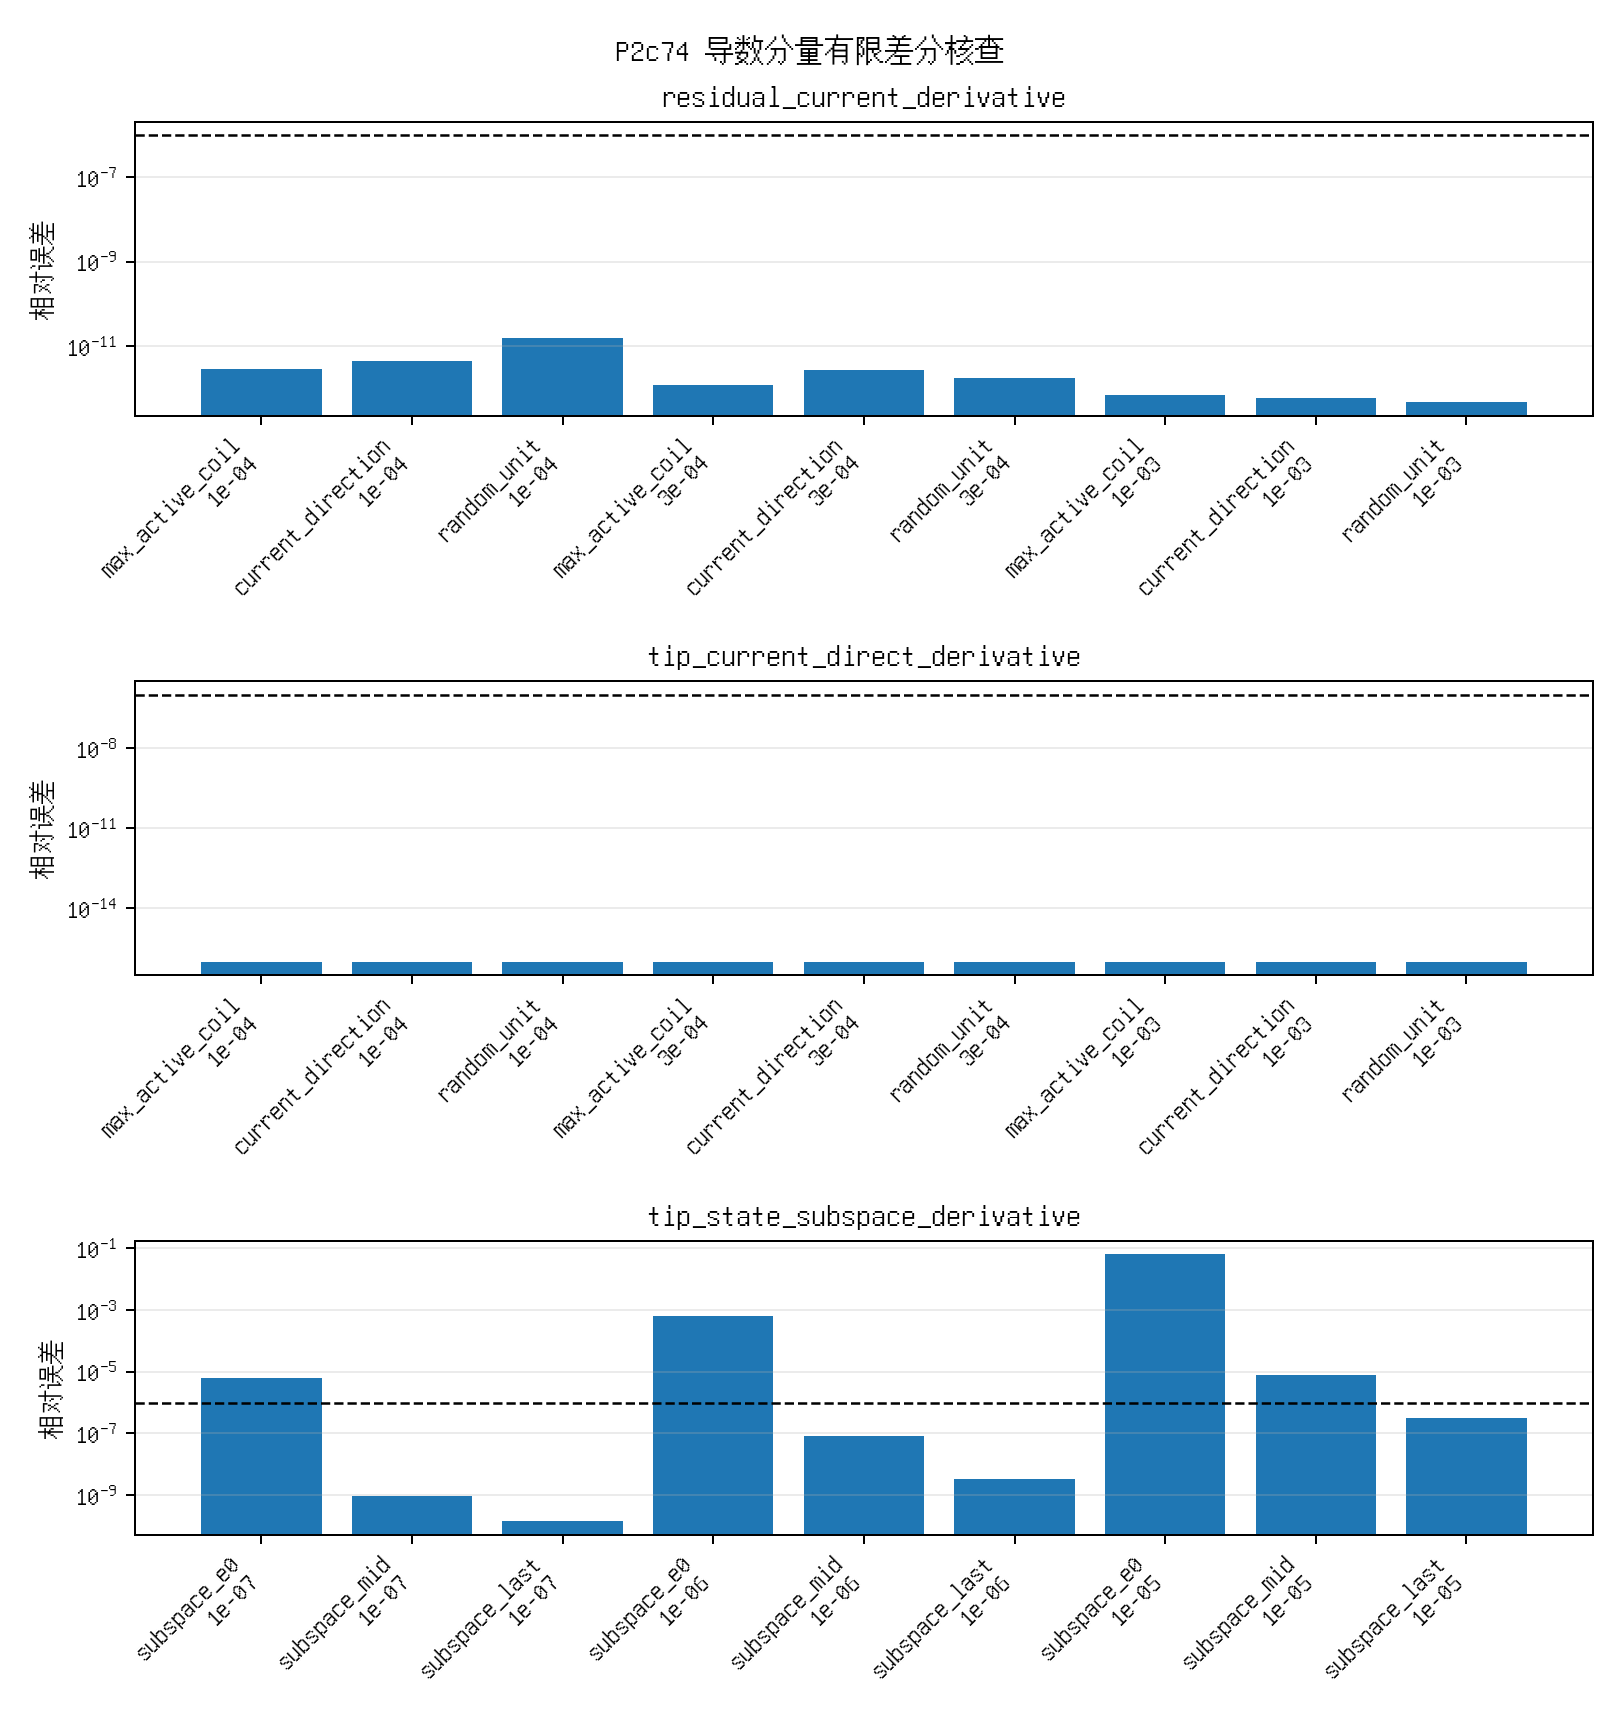 P2c74 导数分量有限差分核查
residual_current_derivative
相对误差
10⁻⁷
10⁻⁹
10⁻¹¹
max_active_coil
1e-04
current_direction
1e-04
random_unit
1e-04
max_active_coil
3e-04
current_direction
3e-04
random_unit
3e-04
max_active_coil
1e-03
current_direction
1e-03
random_unit
1e-03
tip_current_direct_derivative
相对误差
10⁻⁸
10⁻¹¹
10⁻¹⁴
max_active_coil
1e-04
current_direction
1e-04
random_unit
1e-04
max_active_coil
3e-04
current_direction
3e-04
random_unit
3e-04
max_active_coil
1e-03
current_direction
1e-03
random_unit
1e-03
tip_state_subspace_derivative
相对误差
10⁻¹
10⁻³
10⁻⁵
10⁻⁷
10⁻⁹
subspace_e0
1e-07
subspace_mid
1e-07
subspace_last
1e-07
subspace_e0
1e-06
subspace_mid
1e-06
subspace_last
1e-06
subspace_e0
1e-05
subspace_mid
1e-05
subspace_last
1e-05